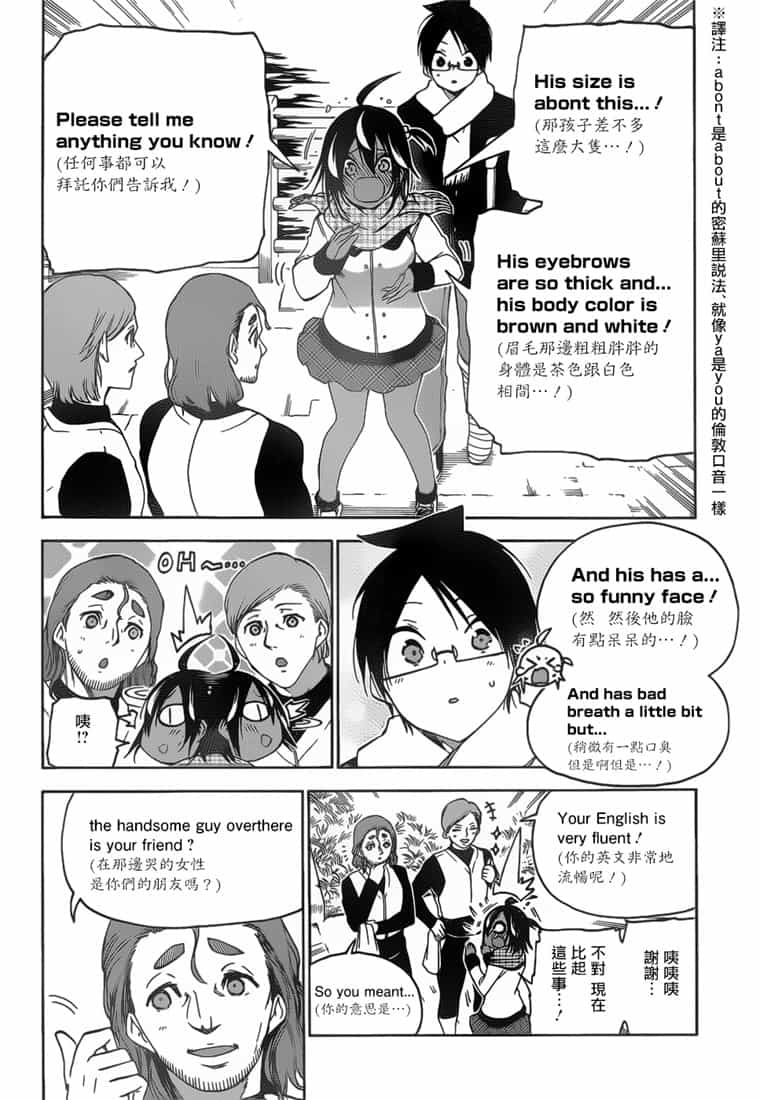 ※譯注：abont是about的密蘇里説法、就像ya是you的倫敦口音一樣
His size is
abont this...!
(那孩子差不多
這麼大隻…！)
Please tell me
anything you know!
(任何事都可以
拜託你們告訴我！)
His eyebrows
are so thick and...
his body color is
brown and white!
(眉毛那邊粗粗胖胖的
身體是茶色跟白色
相間…！)
And his has a...
so funny face!
(然 然後他的臉
有點呆呆的…！)
And has bad
breath a little bit
but...
(稍微有一點口臭
但是啊但是…！)
OH〜…
咦
!?
Your English is
very fluent!
(你的英文非常地
流暢呢！)
咦咦咦
謝謝…
不對 現在
比起
這些事…！
So you meant...
(你的意思是…)
the handsome guy overthere
is your friend?
(在那邊哭的女性
是你們的朋友嗎？)